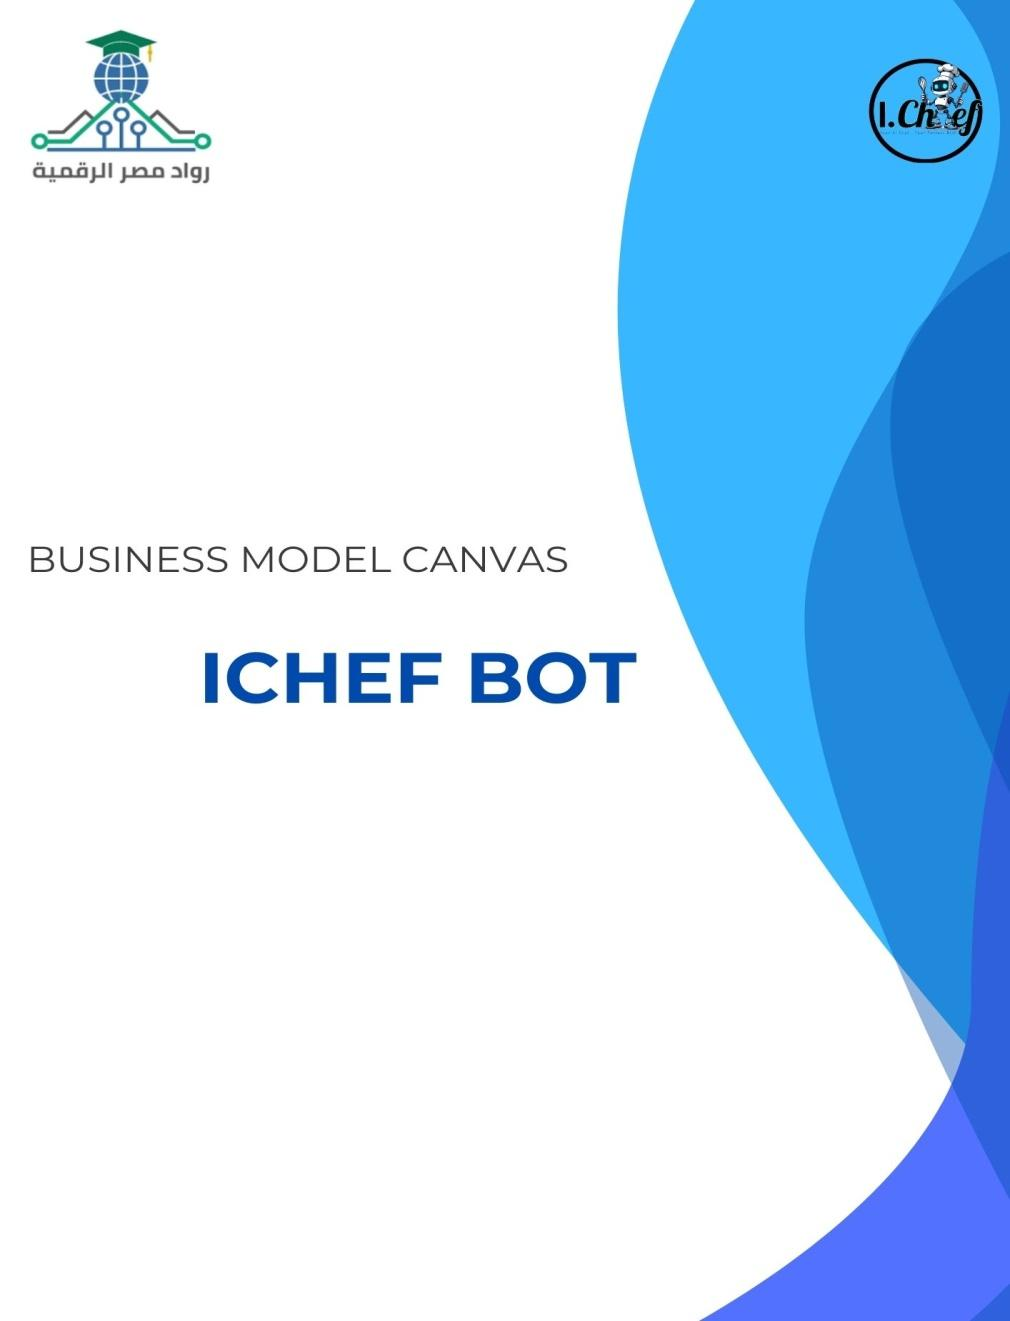 رواد مصر الرقمية
I.Chef
BUSINESS MODEL CANVAS
ICHEF BOT